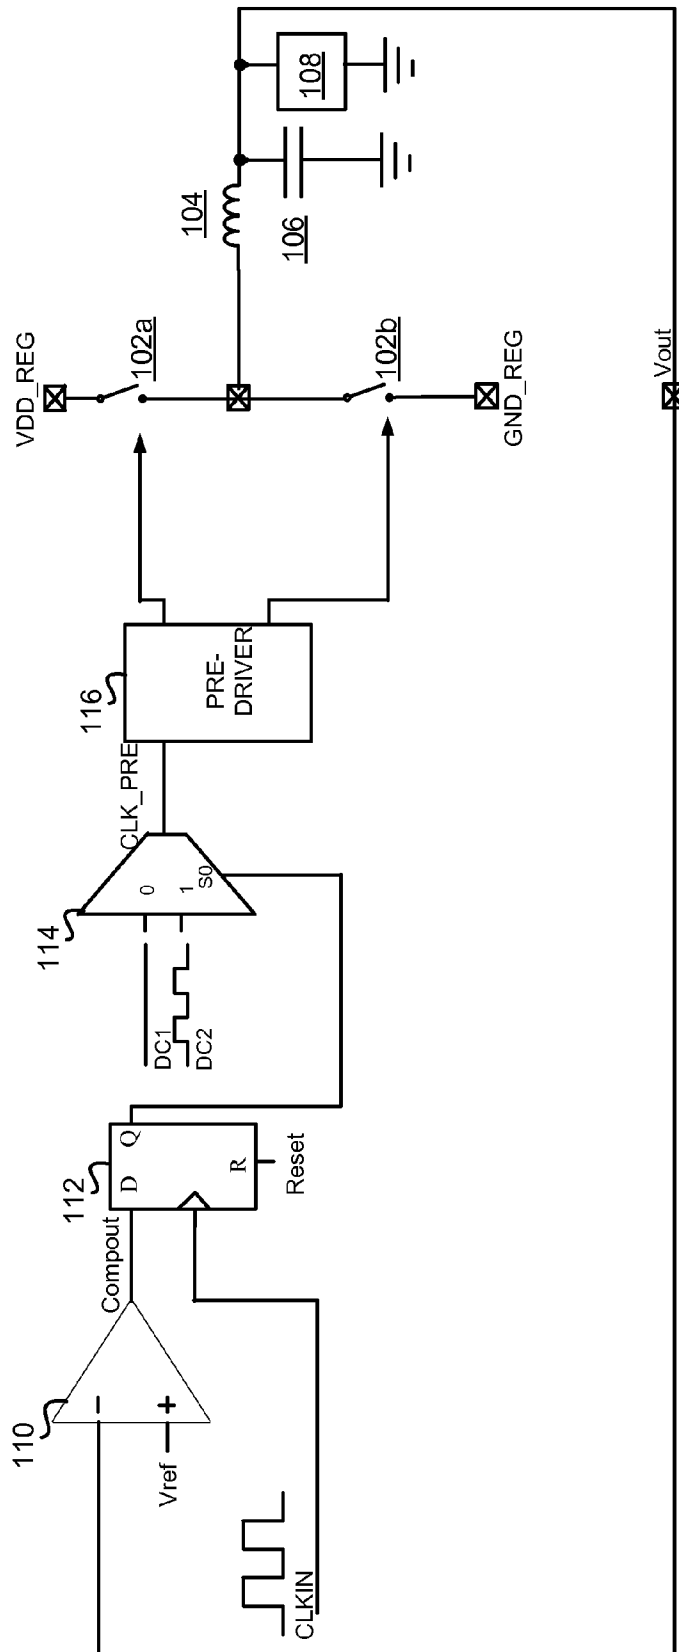 110
−
+
Vref
CLKIN
Compout
112
D
Q
R
Reset
DC1
DC2
114
0
1
S0
CLK_PRE
116
PRE-
DRIVER
VDD_REG
102a
102b
GND_REG
104
106
108
Vout